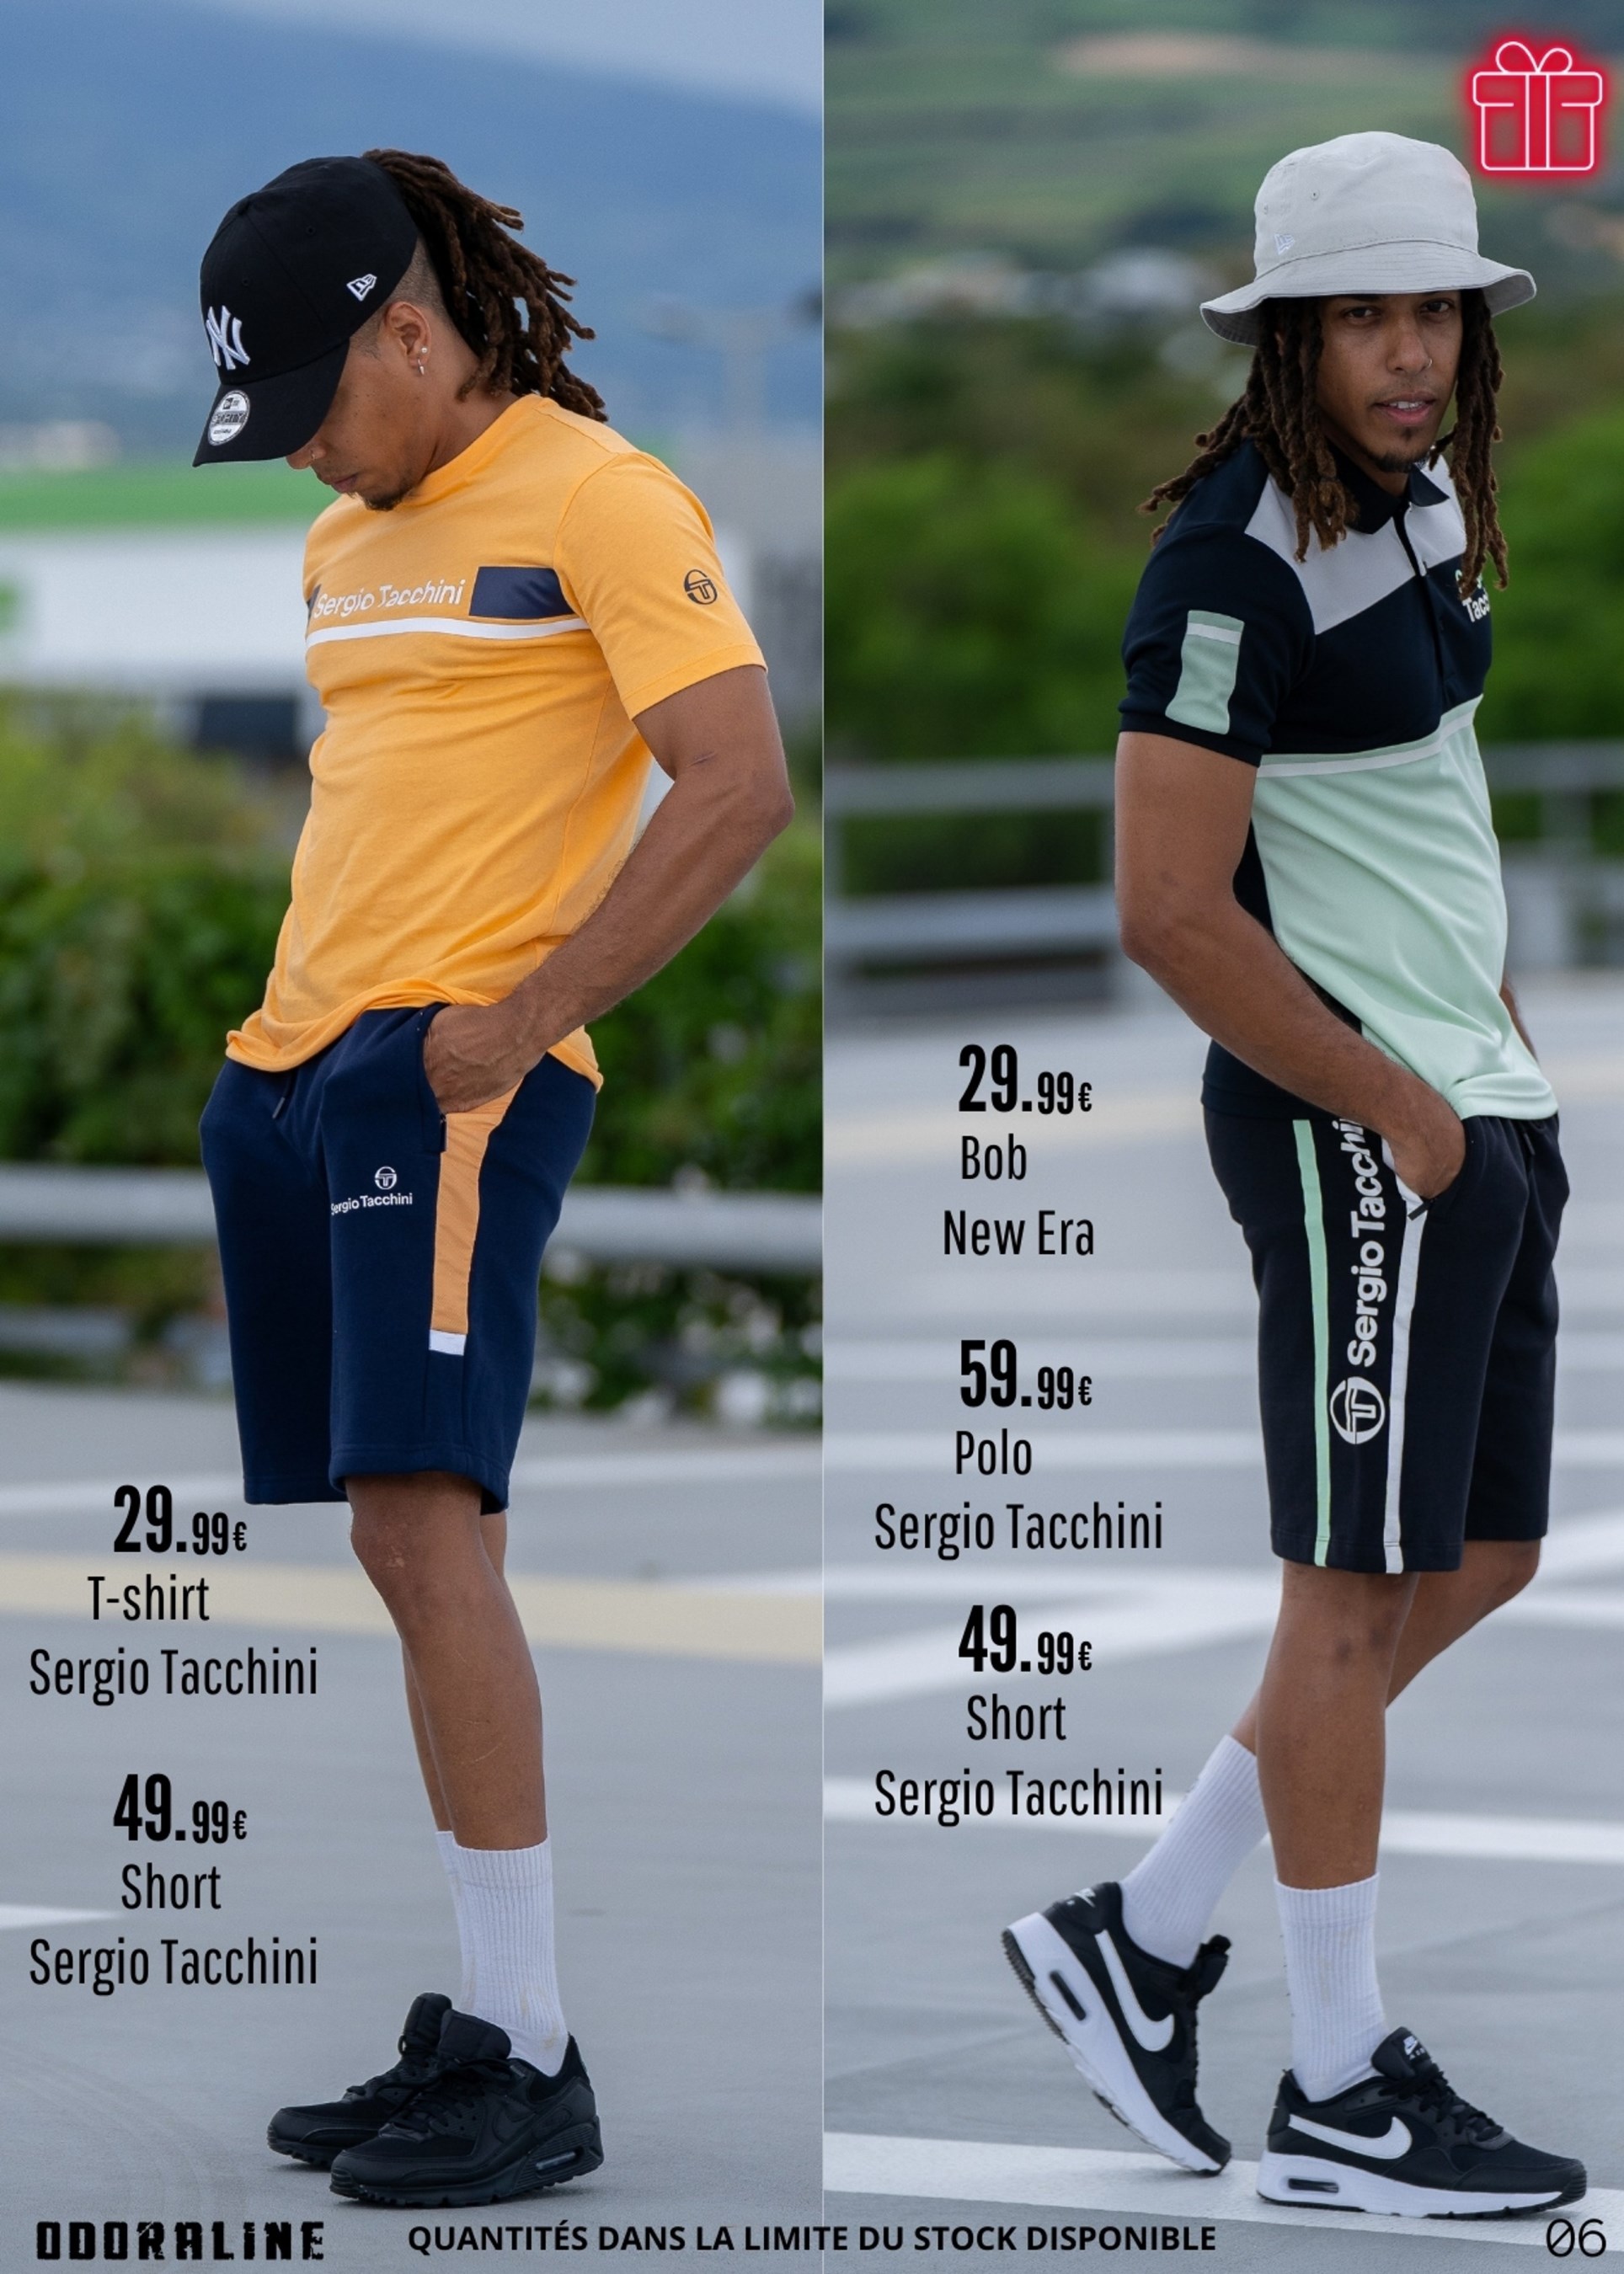 NY
Sergio Tacchini
Sergio Tacchini
29.99€
T-shirt
Sergio Tacchini
49.99€
Short
Sergio Tacchini
Sergio Tacchini
29.99€
Bob
New Era
59.99€
Polo
Sergio Tacchini
49.99€
Short
Sergio Tacchini
ODORALINE
QUANTITÉS DANS LA LIMITE DU STOCK DISPONIBLE
06